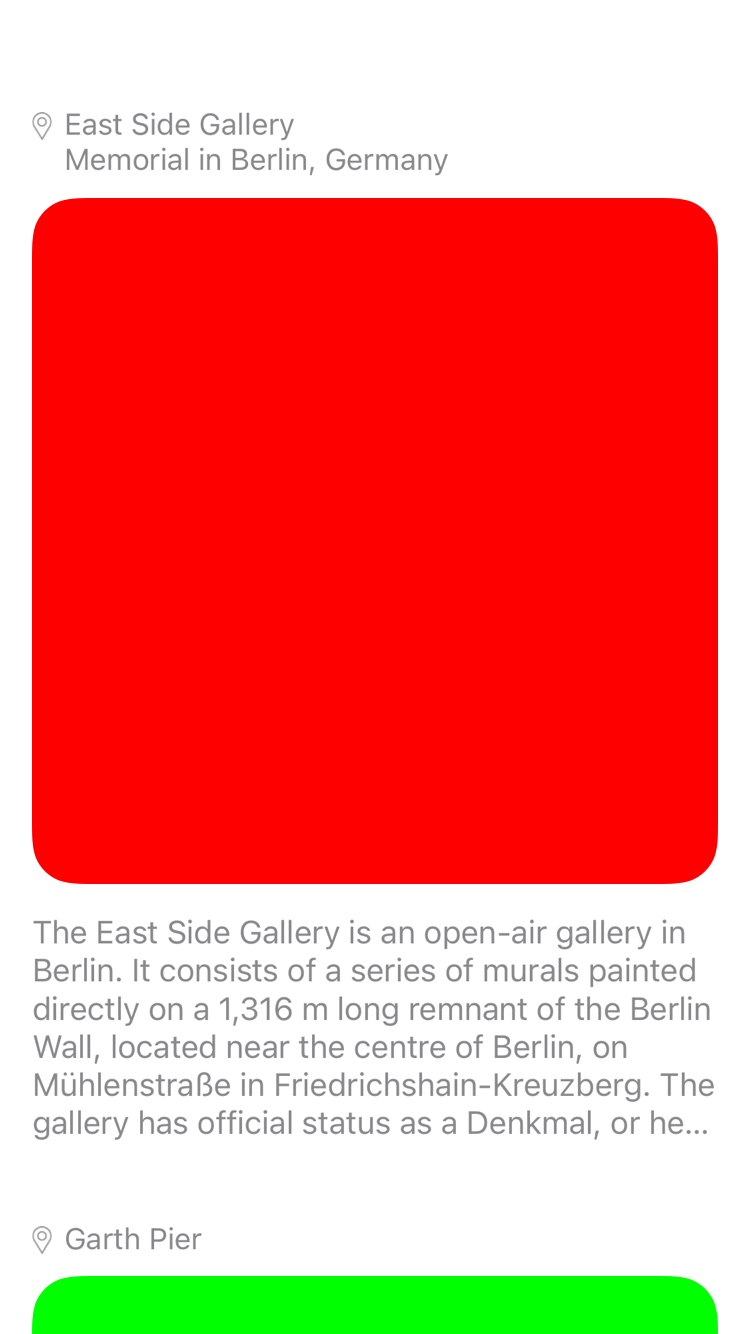 East Side Gallery
Memorial in Berlin, Germany
The East Side Gallery is an open-air gallery in
Berlin. It consists of a series of murals painted
directly on a 1,316 m long remnant of the Berlin
Wall, located near the centre of Berlin, on
Mühlenstraße in Friedrichshain-Kreuzberg. The
gallery has official status as a Denkmal, or he...
Garth Pier